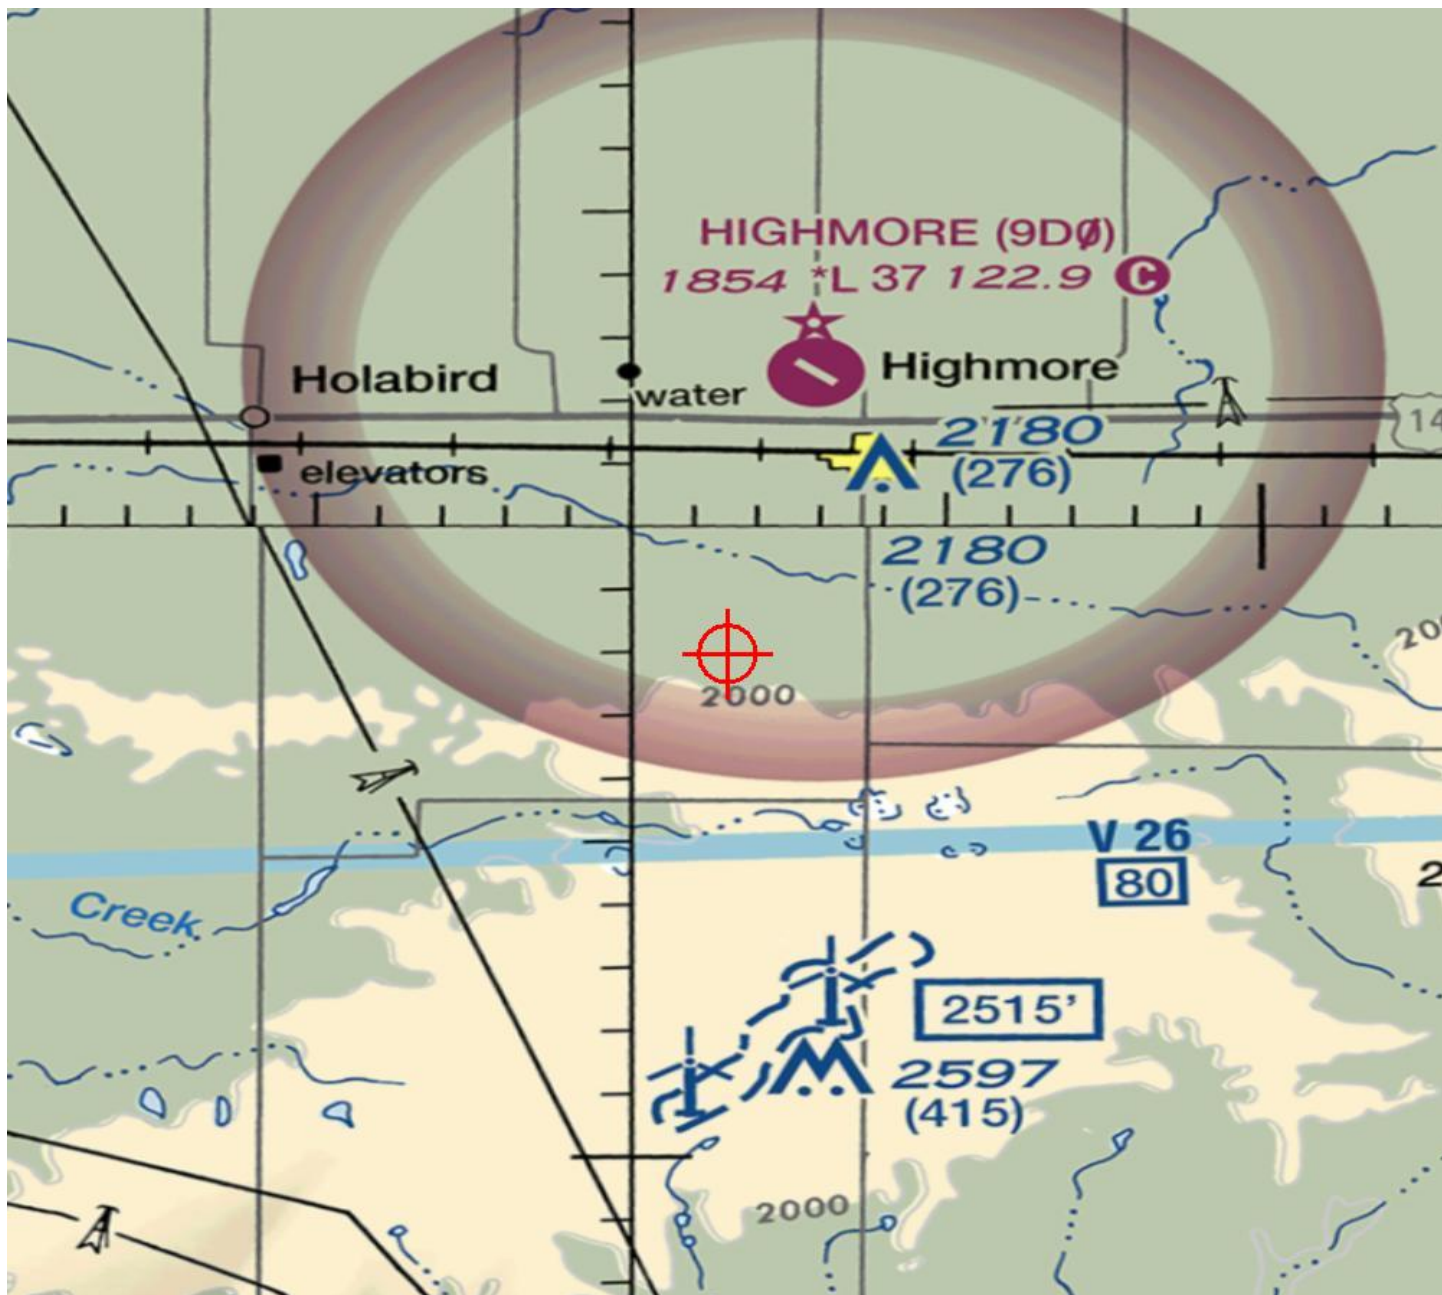 HIGHMORE (9DØ)
1854 *L 37 122.9 C
Holabird
Highmore
water
14
2180
(276)
elevators
2180
(276)
2000
V 26
80
Creek
2515'
2597
(415)
2000